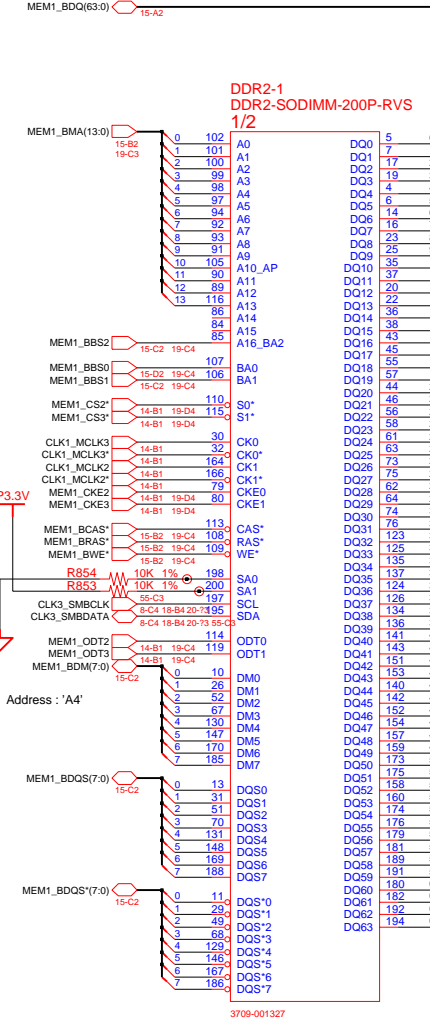 MEM1_BDQ(63:0)
15-A2
DDR2-1
DDR2-SODIMM-200P-RVS
1/2
MEM1_BMA(13:0)
15-B2
19-C3
0 102 A0 DQ0 5
1 101 A1 DQ1 7
2 100 A2 DQ2 17
3 99 A3 DQ3 19
4 98 A4 DQ4 4
5 97 A5 DQ5 6
6 94 A6 DQ6 14
7 92 A7 DQ7 16
8 93 A8 DQ8 23
9 91 A9 DQ9 25
10 105 A10_AP DQ10 35
11 90 A11 DQ11 37
12 89 A12 DQ12 20
13 116 A13 DQ13 22
86 A14 DQ14 36
84 A15 DQ15 38
MEM1_BBS2 15-C2 19-C4 85 A16_BA2 DQ16 43
DQ17 45
MEM1_BBS0 15-D2 19-C4 107 BA0 DQ18 55
MEM1_BBS1 15-C2 19-C4 106 BA1 DQ19 57
DQ20 44
MEM1_CS2* 14-B1 19-D4 110 S0* DQ21 46
MEM1_CS3* 14-B1 19-D4 115 S1* DQ22 56
DQ23 58
CLK1_MCLK3 14-B1 30 CK0 DQ24 61
CLK1_MCLK3* 14-B1 32 CK0* DQ25 63
CLK1_MCLK2 14-B1 164 CK1 DQ26 73
CLK1_MCLK2* 14-B1 166 CK1* DQ27 75
MEM1_CKE2 14-B1 19-D4 79 CKE0 DQ28 62
MEM1_CKE3 14-B1 19-D4 80 CKE1 DQ29 64
P3.3V
DQ30 74
MEM1_BCAS* 15-B2 19-D4 113 CAS* DQ31 76
MEM1_BRAS* 15-B2 19-C4 108 RAS* DQ32 123
MEM1_BWE* 15-B2 19-C4 109 WE* DQ33 125
DQ34 135
R854 10K 1% 198 SA0 DQ35 137
R853 10K 1% 200 SA1 DQ36 124
CLK3_SMBCLK 55-C3 8-C4 18-B4 20-?3 197 SCL DQ37 126
CLK3_SMBDATA 8-C4 18-B4 20-?3 55-C3 195 SDA DQ38 134
DQ39 136
MEM1_ODT2 14-B1 19-C4 114 ODT0 DQ40 141
MEM1_ODT3 14-B1 19-C4 119 ODT1 DQ41 143
MEM1_BDM(7:0) 15-C2
DQ42 151
0 10 DM0 DQ43 153
1 26 DM1 DQ44 140
2 52 DM2 DQ45 142
Address : 'A4'
3 67 DM3 DQ46 152
4 130 DM4 DQ47 154
5 147 DM5 DQ48 157
6 170 DM6 DQ49 159
7 185 DM7 DQ50 173
DQ51 175
MEM1_BDQS(7:0) 15-C2
0 13 DQS0 DQ52 158
1 31 DQS1 DQ53 160
2 51 DQS2 DQ54 174
3 70 DQS3 DQ55 176
4 131 DQS4 DQ56 179
5 148 DQS5 DQ57 181
6 169 DQS6 DQ58 189
7 188 DQS7 DQ59 191
DQ60 180
MEM1_BDQS*(7:0) 15-C2
0 11 DQS*0 DQ61 182
1 29 DQS*1 DQ62 192
2 49 DQS*2 DQ63 194
3 68 DQS*3
4 129 DQS*4
5 146 DQS*5
6 167 DQS*6
7 186 DQS*7
3709-001327